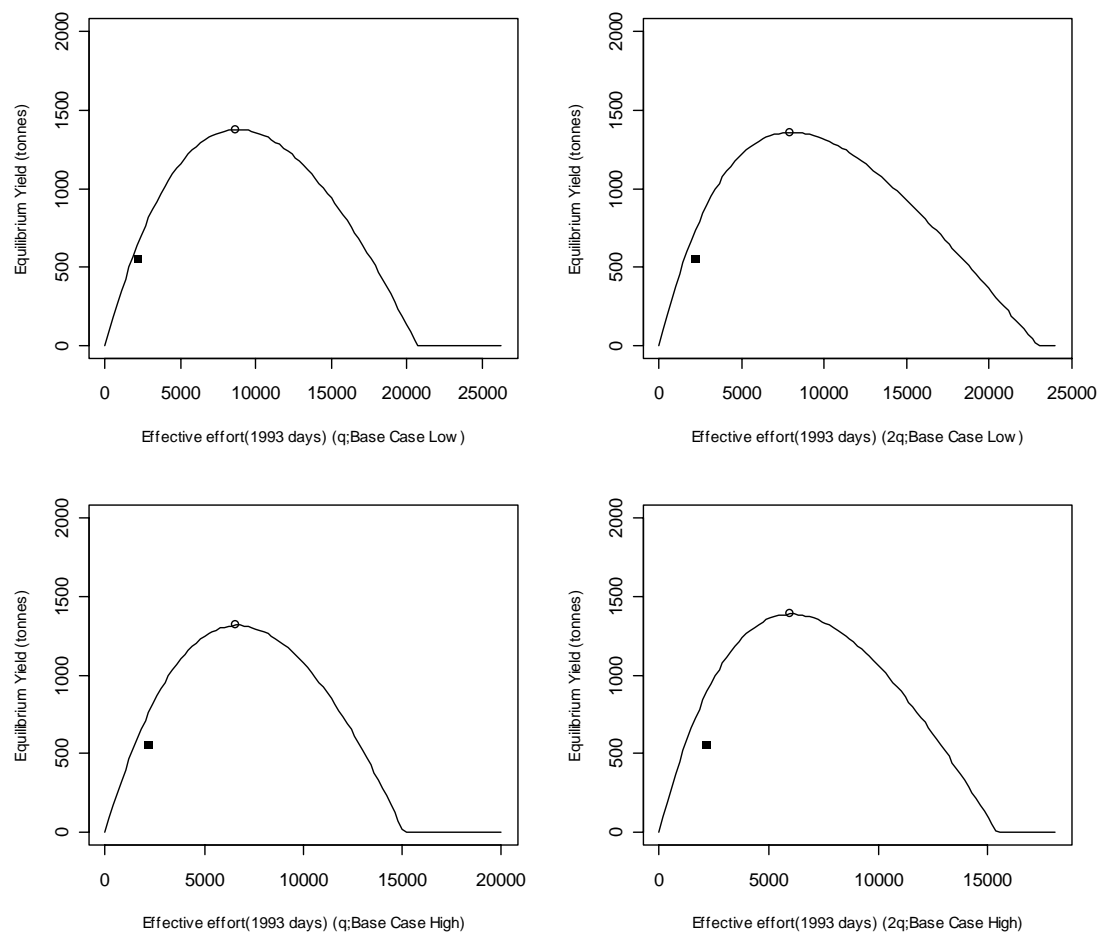 2000
1500
1000
500
0
Equilibrium Yield (tonnes)
0 5000 10000 15000 20000 25000
Effective effort(1993 days) (q;Base Case Low)
2000
1500
1000
500
0
Equilibrium Yield (tonnes)
0 5000 10000 15000 20000 25000
Effective effort(1993 days) (2q;Base Case Low)
2000
1500
1000
500
0
Equilibrium Yield (tonnes)
0 5000 10000 15000 20000
Effective effort(1993 days) (q;Base Case High)
2000
1500
1000
500
0
Equilibrium Yield (tonnes)
0 5000 10000 15000
Effective effort(1993 days) (2q;Base Case High)